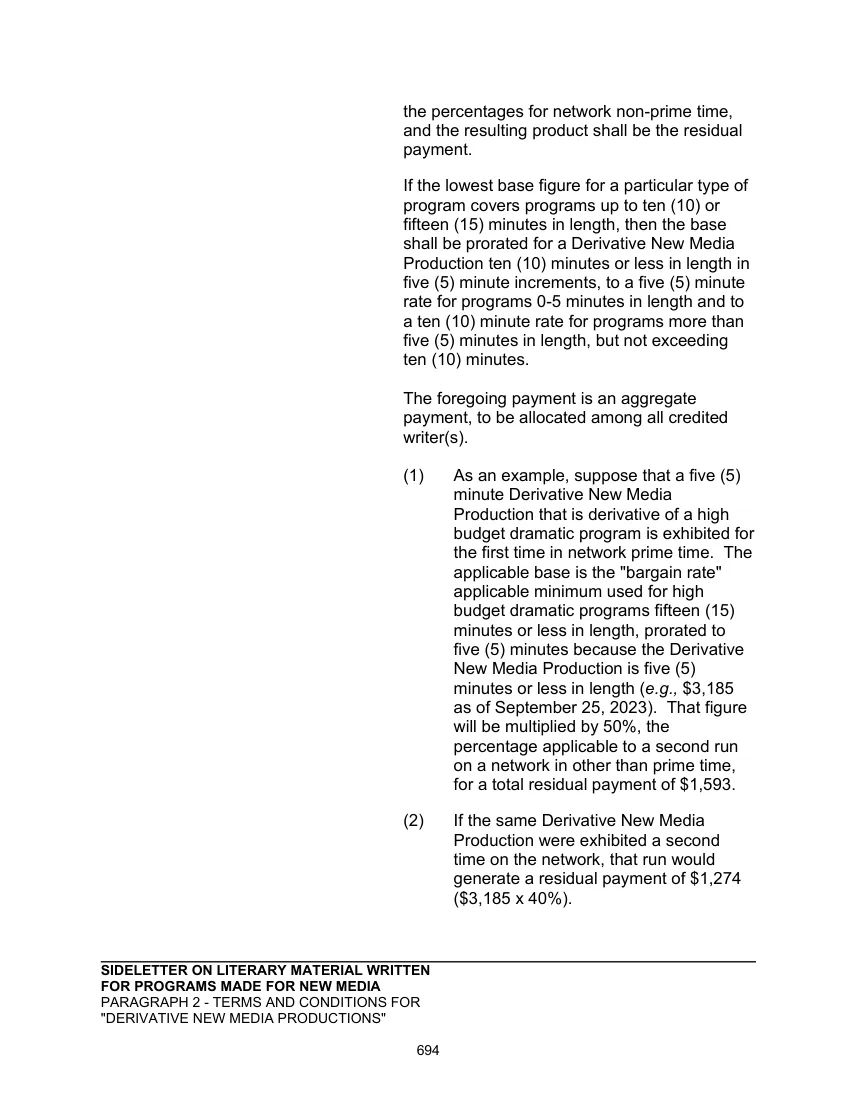 the percentages for network non-prime time,
and the resulting product shall be the residual
payment.
If the lowest base figure for a particular type of
program covers programs up to ten (10) or
fifteen (15) minutes in length, then the base
shall be prorated for a Derivative New Media
Production ten (10) minutes or less in length in
five (5) minute increments, to a five (5) minute
rate for programs 0-5 minutes in length and to
a ten (10) minute rate for programs more than
five (5) minutes in length, but not exceeding
ten (10) minutes.
The foregoing payment is an aggregate
payment, to be allocated among all credited
writer(s).
(1) As an example, suppose that a five (5)
minute Derivative New Media
Production that is derivative of a high
budget dramatic program is exhibited for
the first time in network prime time. The
applicable base is the "bargain rate"
applicable minimum used for high
budget dramatic programs fifteen (15)
minutes or less in length, prorated to
five (5) minutes because the Derivative
New Media Production is five (5)
minutes or less in length (e.g., $3,185
as of September 25, 2023). That figure
will be multiplied by 50%, the
percentage applicable to a second run
on a network in other than prime time,
for a total residual payment of $1,593.
(2) If the same Derivative New Media
Production were exhibited a second
time on the network, that run would
generate a residual payment of $1,274
($3,185 x 40%).
SIDELETTER ON LITERARY MATERIAL WRITTEN
FOR PROGRAMS MADE FOR NEW MEDIA
PARAGRAPH 2 - TERMS AND CONDITIONS FOR
"DERIVATIVE NEW MEDIA PRODUCTIONS"
694